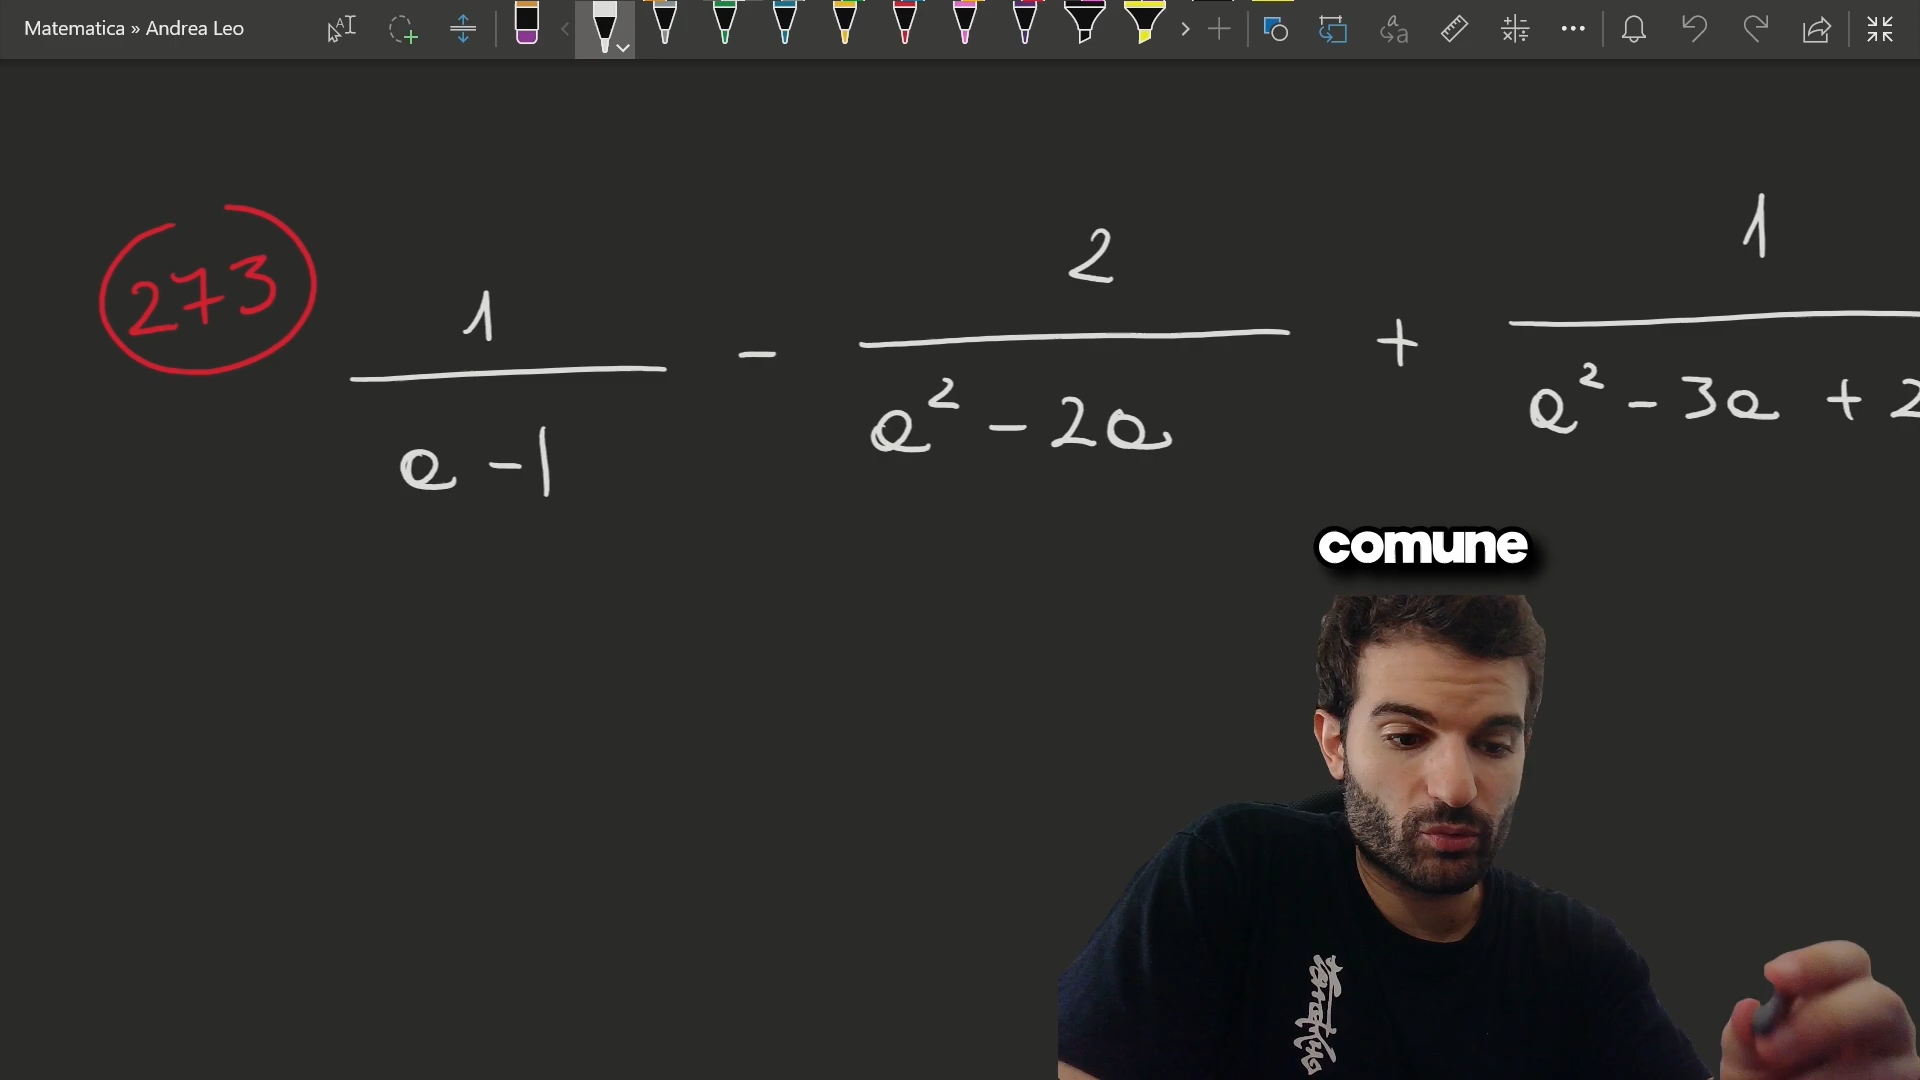 Matematica » Andrea Leo
273
1 2 1
— - — + —
a - 1 a² - 2a a² - 3a + 2
comune